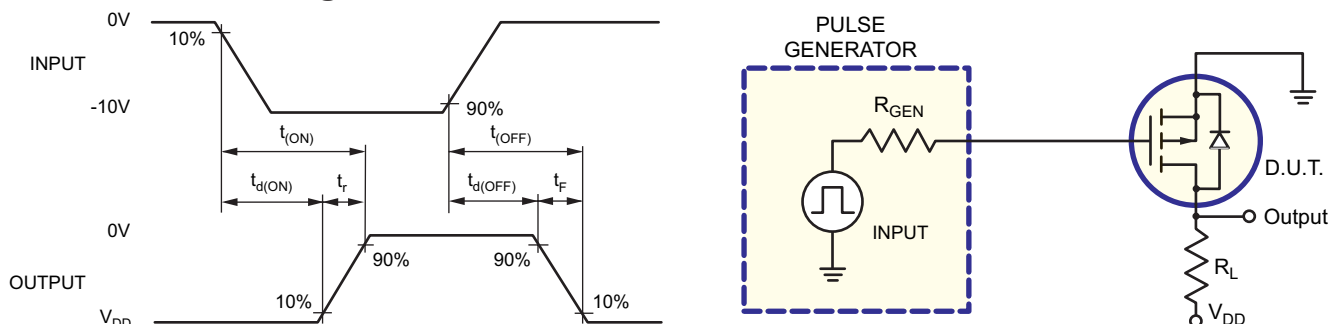 0V
10%
INPUT
-10V
90%
t(ON)
t(OFF)
td(ON)
tr
td(OFF)
tF
0V
90%
90%
OUTPUT
10%
10%
VDD
PULSE
GENERATOR
RGEN
INPUT
D.U.T.
Output
RL
VDD